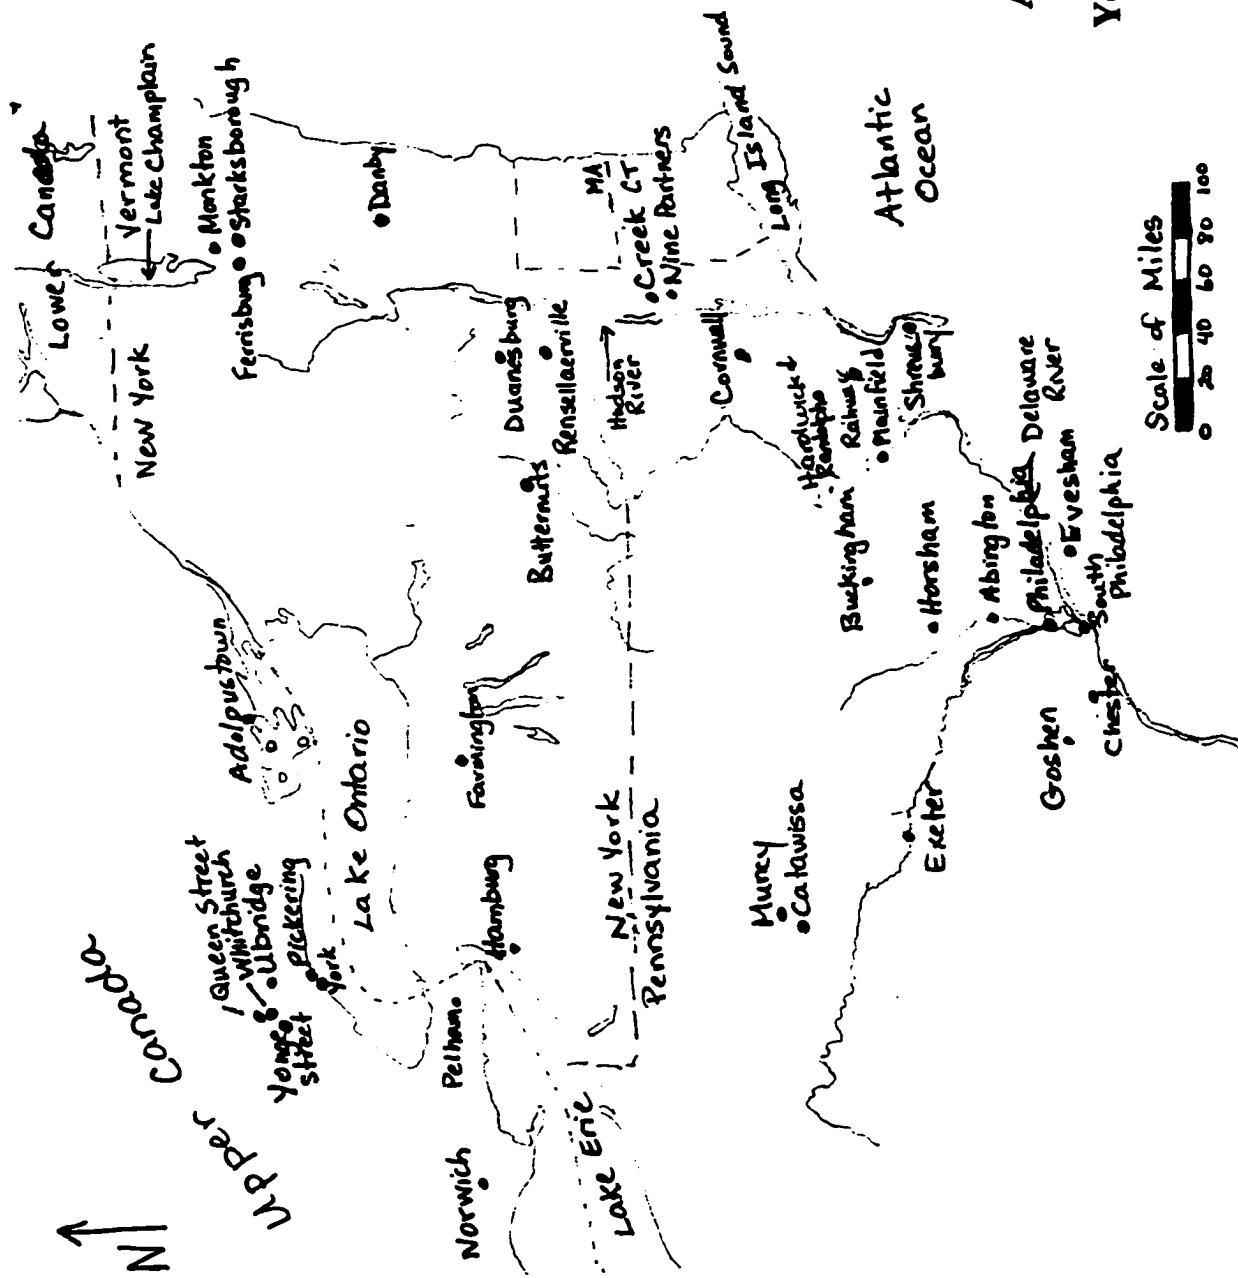 N
Upper Canada
Norwich
Lake Erie
Pelham
Yonge
Street
Queen Street
Whitchurch
Uxbridge
Pickering
York
Hamburg
Lake Ontario
Adolpustown
Farmington
New York
Pennsylvania
Muncy
Catawissa
Exeter
Goshen
Chester
South
Philadelphia
Philadelphia
Evesham
Abington
Horsham
Buckingham
Delaware
River
Hardwick &
Randolph
Rahway
Plainfield
Shrews
bury
Butternuts
Duanesburg
Rensellaerville
Hudson
River
Cornwall
Creek
Nine Partners
CT
MA
Long Island Sound
Atlantic
Ocean
Danby
Ferrisburg
Monkton
Starksborough
Lake Champlain
Vermont
New York
Lower Canada
Scale of Miles
0 20 40 60 80 100